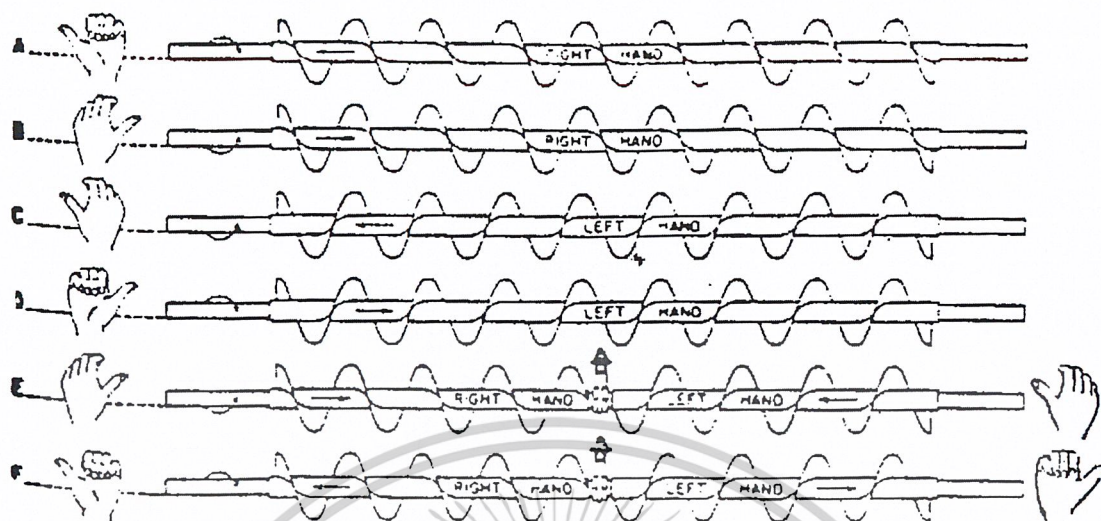 A RIGHT HAND
B RIGHT HAND
C LEFT HAND
D LEFT HAND
E RIGHT HAND LEFT HAND
F RIGHT HAND LEFT HAND